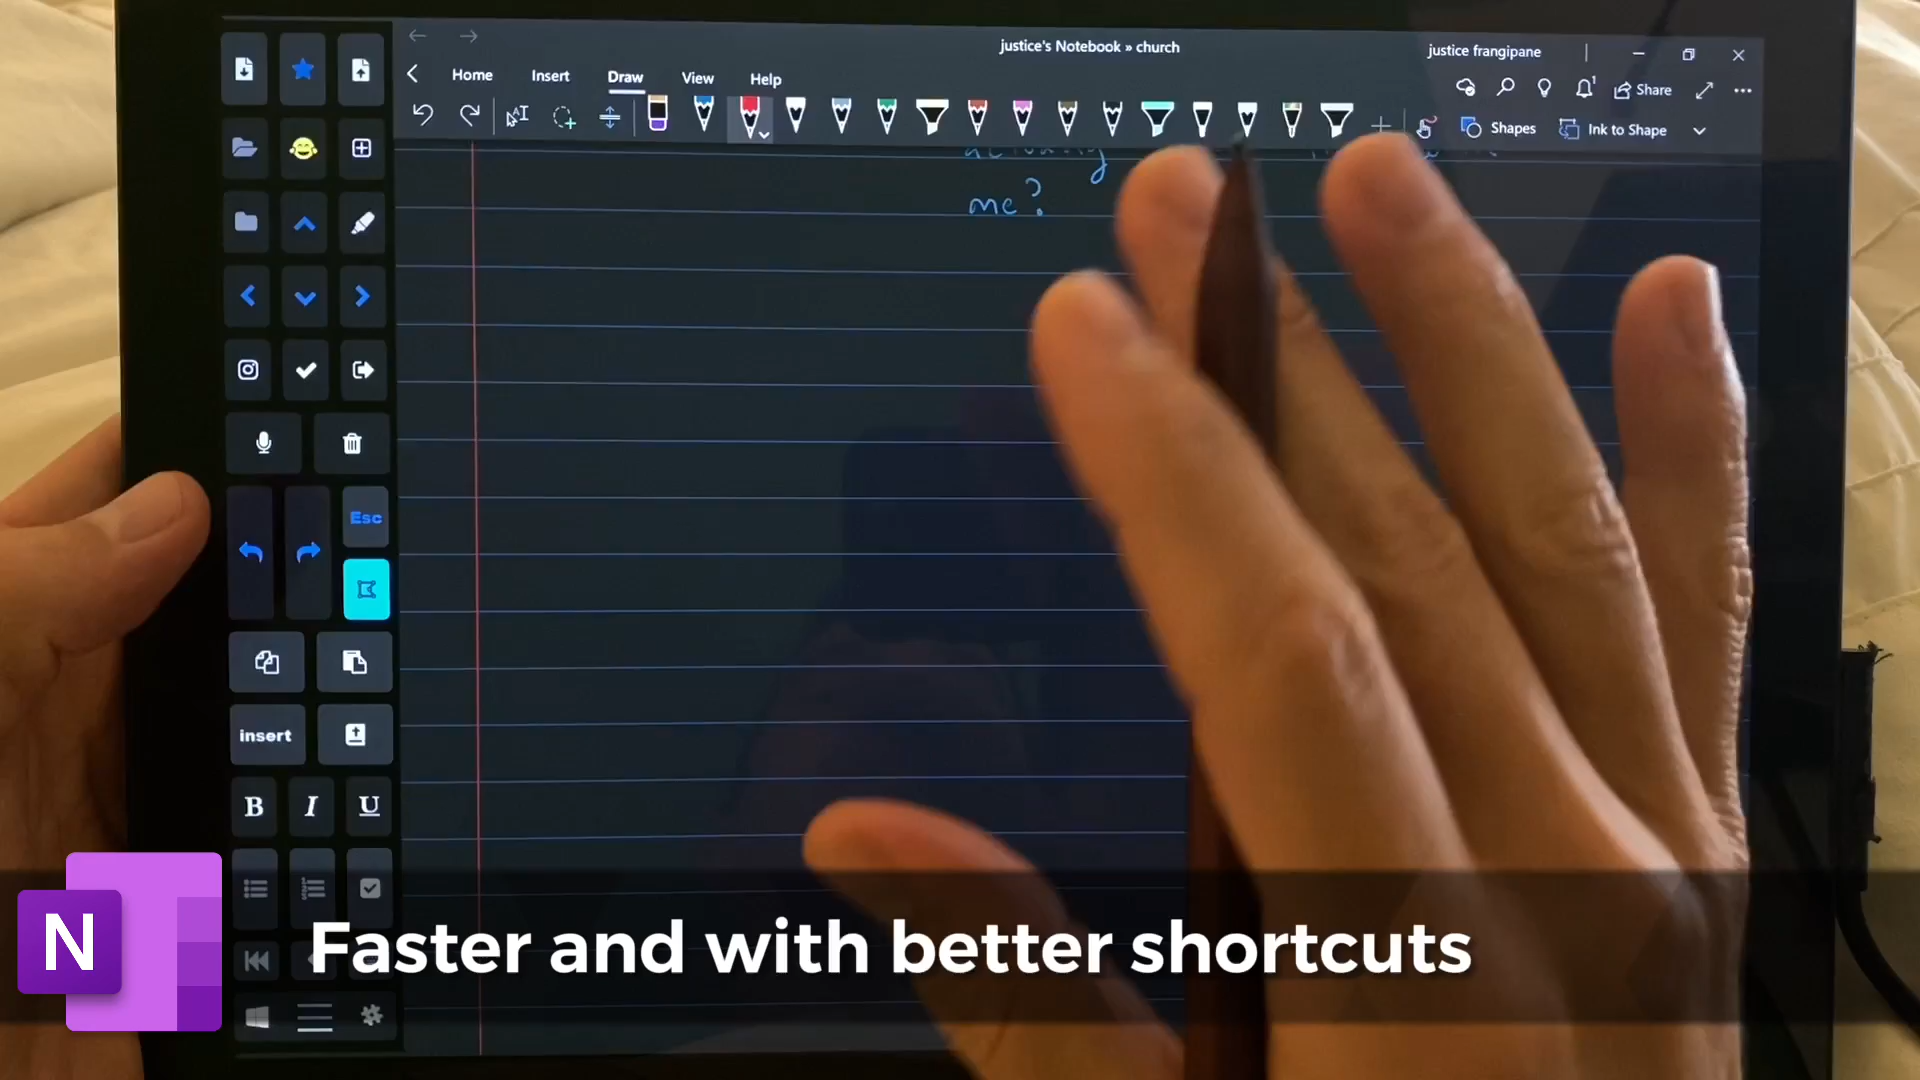 justice's Notebook » church
justice frangipane
Home Insert Draw View Help
Share
Shapes
Ink to Shape
me?
Esc
insert
B I U
N
Faster and with better shortcuts